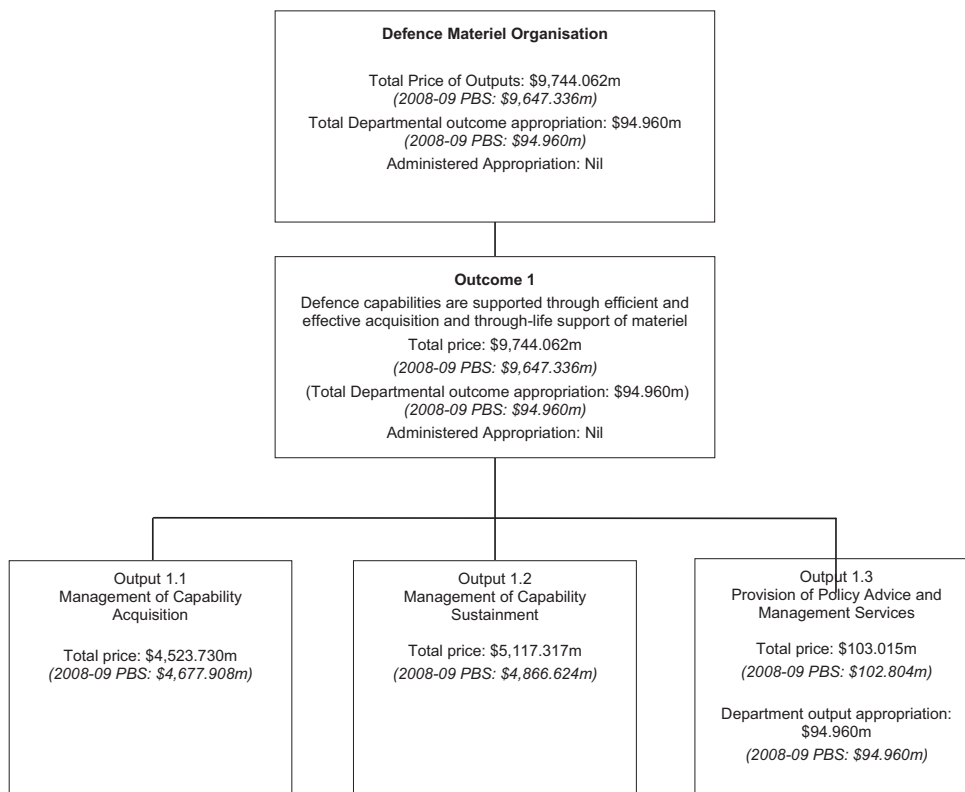 Defence Materiel Organisation
Total Price of Outputs: $9,744.062m
(2008-09 PBS: $9,647.336m)
Total Departmental outcome appropriation: $94.960m
(2008-09 PBS: $94.960m)
Administered Appropriation: Nil
Outcome 1
Defence capabilities are supported through efficient and
effective acquisition and through-life support of materiel
Total price: $9,744.062m
(2008-09 PBS: $9,647.336m)
(Total Departmental outcome appropriation: $94.960m)
(2008-09 PBS: $94.960m)
Administered Appropriation: Nil
Output 1.1
Management of Capability
Acquisition
Total price: $4,523.730m
(2008-09 PBS: $4,677.908m)
Output 1.2
Management of Capability
Sustainment
Total price: $5,117.317m
(2008-09 PBS: $4,866.624m)
Output 1.3
Provision of Policy Advice and
Management Services
Total price: $103.015m
(2008-09 PBS: $102.804m)
Department output appropriation:
$94.960m
(2008-09 PBS: $94.960m)